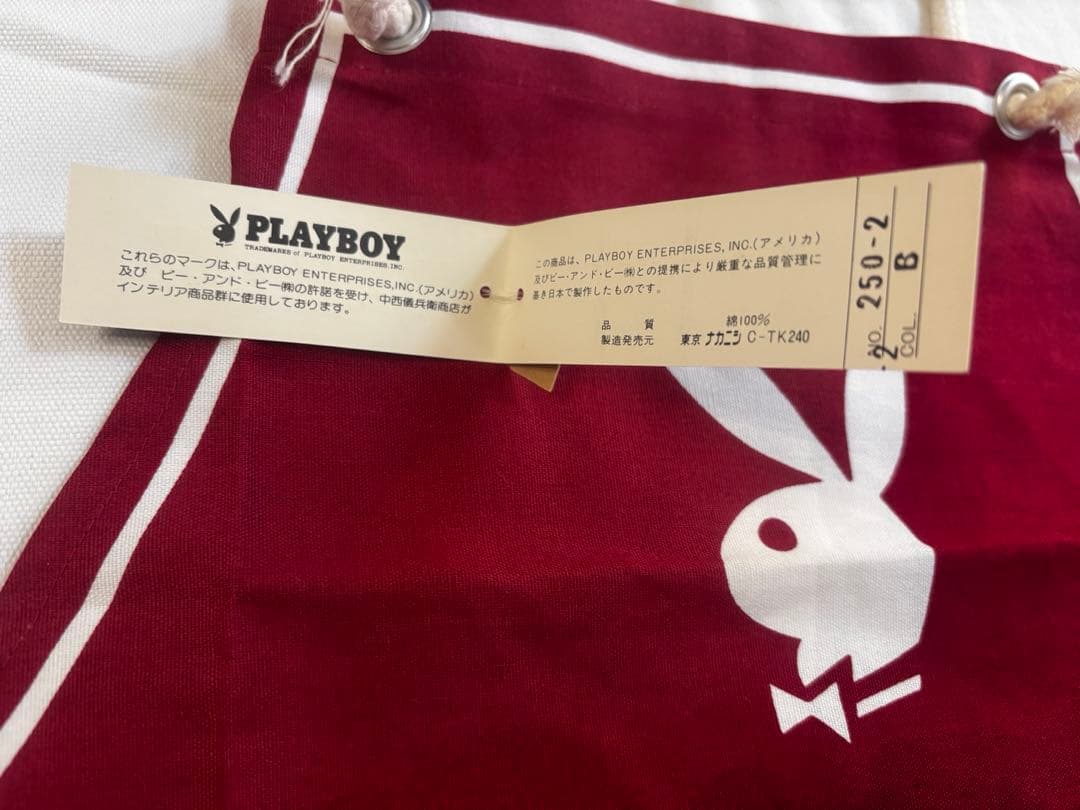 PLAYBOY
TRADEMARKS of PLAYBOY ENTERPRISES, INC.
これらのマークは、PLAYBOY ENTERPRISES,INC.(アメリカ)
及び ビー・アンド・ビー㈱の許諾を受け、中西儀兵衛商店が
インテリア商品群に使用しております。
この商品は、PLAYBOY ENTERPRISES, INC.(アメリカ)
及びビー・アンド・ビー㈱との提携により厳重な品質管理に
基き日本で製作したものです。
品 質 綿100%
製造発売元 東京 ナカニシ C-TK240
NO. 250-2
-2
COL. B